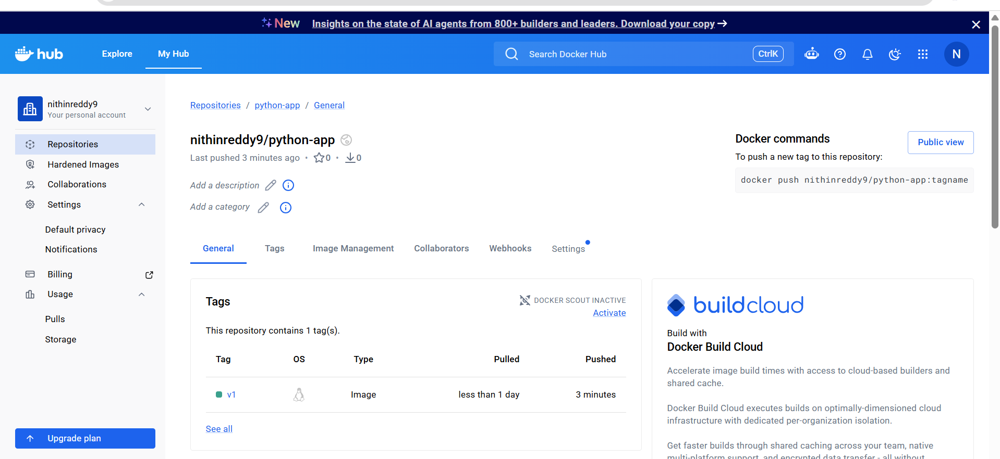 New Insights on the state of AI agents from 800+ builders and leaders. Download your copy
hub
Explore
My Hub
Search Docker Hub
CtrlK
N
nithinreddy9
Your personal account
Repositories
Hardened Images
Collaborations
Settings
Default privacy
Notifications
Billing
Usage
Pulls
Storage
Upgrade plan
Repositories / python-app / General
nithinreddy9/python-app
Last pushed 3 minutes ago • 0 • 0
Add a description
Add a category
Docker commands
Public view
To push a new tag to this repository:
docker push nithinreddy9/python-app:tagname
General
Tags
Image Management
Collaborators
Webhooks
Settings
Tags
DOCKER SCOUT INACTIVE
Activate
This repository contains 1 tag(s).
Tag OS Type Pulled Pushed
v1 Image less than 1 day 3 minutes
See all
buildcloud
Build with
Docker Build Cloud
Accelerate image build times with access to cloud-based builders and
shared cache.
Docker Build Cloud executes builds on optimally-dimensioned cloud
infrastructure with dedicated per-organization isolation.
Get faster builds through shared caching across your team, native
multi-platform support, and encrypted data transfer - all without